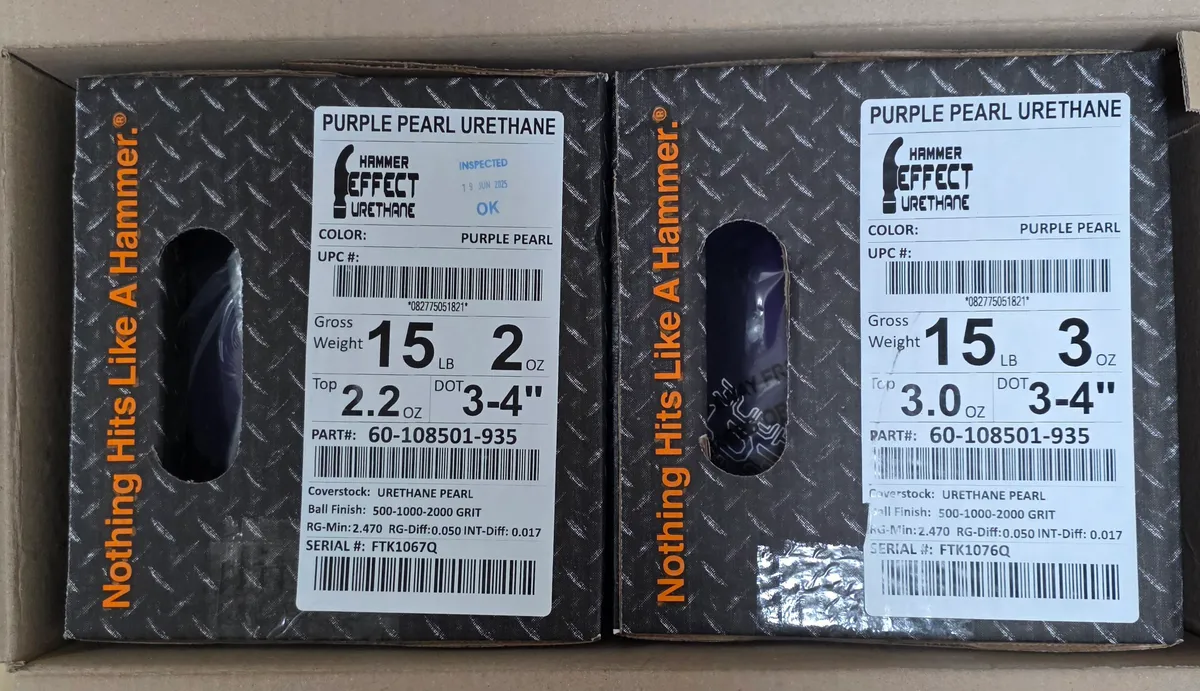 Nothing Hits Like A Hammer.®
PURPLE PEARL URETHANE
HAMMER
EFFECT
URETHANE
INSPECTED
19 JUN 2025
OK
COLOR: PURPLE PEARL
UPC #:
*082775051821*
Gross Weight 15 LB 2 OZ
Top 2.2 OZ DOT 3-4"
PART#: 60-108501-935
Coverstock: URETHANE PEARL
Ball Finish: 500-1000-2000 GRIT
RG-Min: 2.470 RG-Diff:0.050 INT-Diff: 0.017
SERIAL #: FTK1067Q
Nothing Hits Like A Hammer.®
PURPLE PEARL URETHANE
HAMMER
EFFECT
URETHANE
COLOR: PURPLE PEARL
UPC #:
*082775051821*
Gross Weight 15 LB 3 OZ
Top 3.0 OZ DOT 3-4"
PART#: 60-108501-935
Coverstock: URETHANE PEARL
Ball Finish: 500-1000-2000 GRIT
RG-Min: 2.470 RG-Diff:0.050 INT-Diff: 0.017
SERIAL #: FTK1076Q